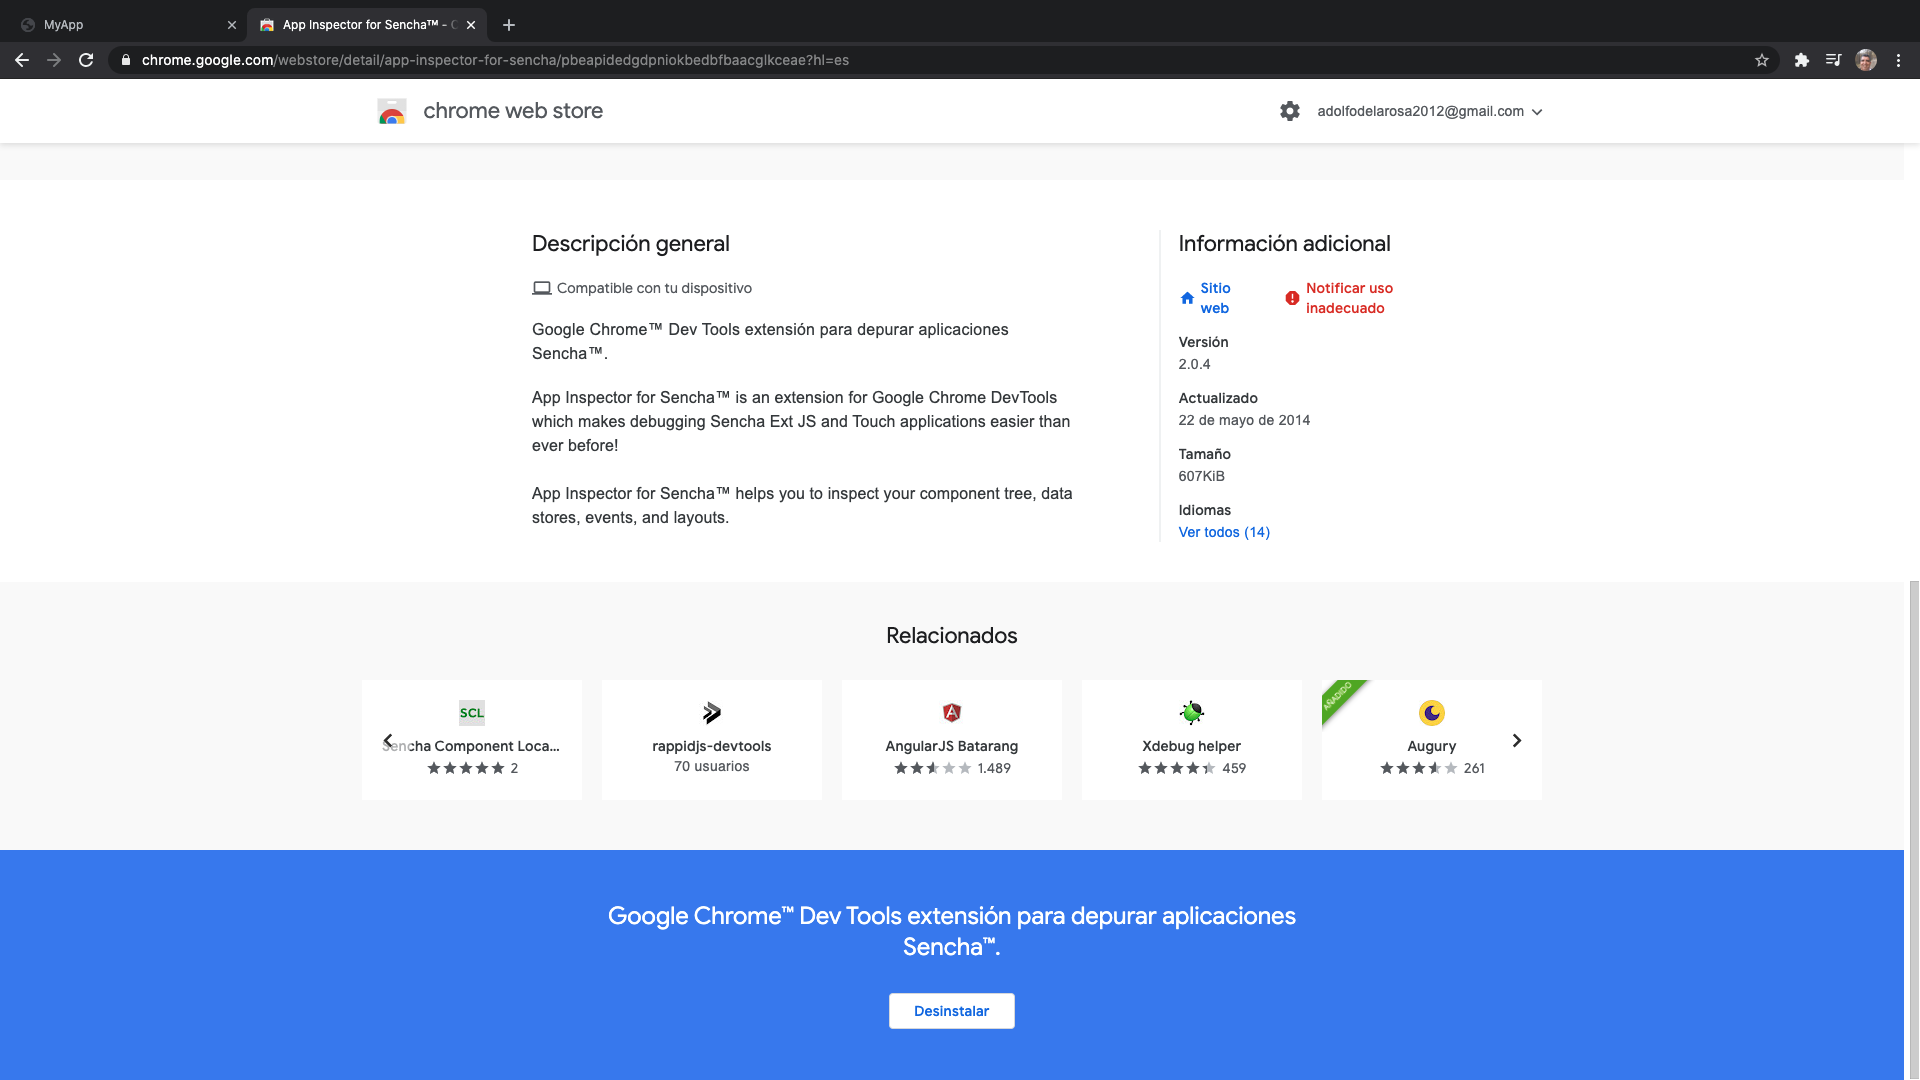 MyApp
App Inspector for Sencha™ - C
chrome.google.com/webstore/detail/app-inspector-for-sencha/pbeapidedgdpniokbedbfbaacglkceae?hl=es
chrome web store
adolfodelarosa2012@gmail.com
Descripción general
Compatible con tu dispositivo
Google Chrome™ Dev Tools extensión para depurar aplicaciones
Sencha™.
App Inspector for Sencha™ is an extension for Google Chrome DevTools
which makes debugging Sencha Ext JS and Touch applications easier than
ever before!
App Inspector for Sencha™ helps you to inspect your component tree, data
stores, events, and layouts.
Información adicional
Sitio
web
Notificar uso
inadecuado
Versión
2.0.4
Actualizado
22 de mayo de 2014
Tamaño
607KiB
Idiomas
Ver todos (14)
Relacionados
SCL
Sencha Component Loca...
2
rappidjs-devtools
70 usuarios
AngularJS Batarang
1.489
Xdebug helper
459
AÑADIDO
Augury
261
Google Chrome™ Dev Tools extensión para depurar aplicaciones
Sencha™.
Desinstalar